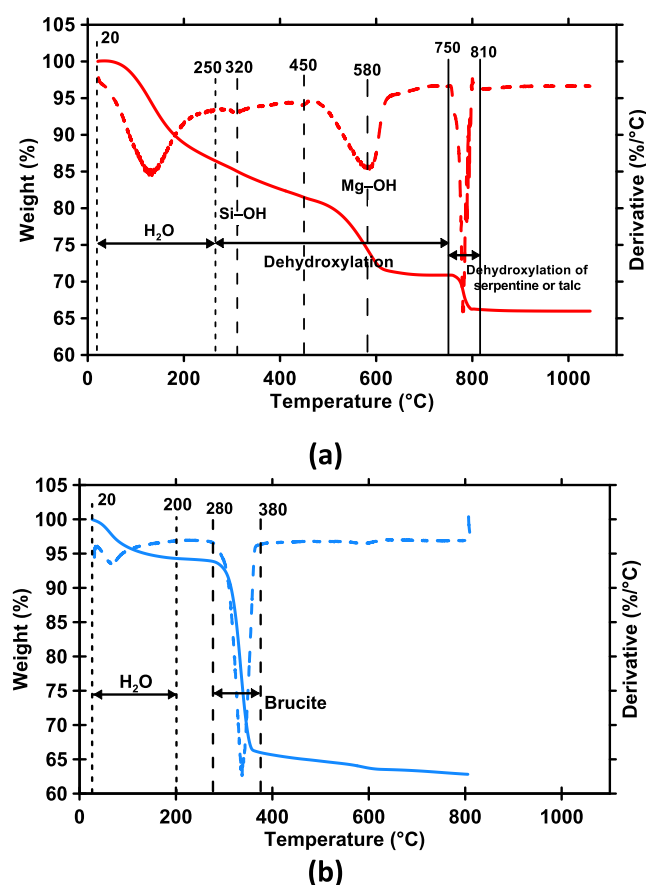 105
100
95
90
85
80
75
70
65
60
Weight (%)
20
250
320
450
580
750
810
H₂O
Si–OH
Mg–OH
Dehydroxylation
Dehydroxylation of
serpentine or talc
Derivative (%/°C)
0
200
400
600
800
1000
Temperature (°C)
(a)
105
100
95
90
85
80
75
70
65
60
Weight (%)
20
200
280
380
H₂O
Brucite
Derivative (%/°C)
0
200
400
600
800
1000
Temperature (°C)
(b)